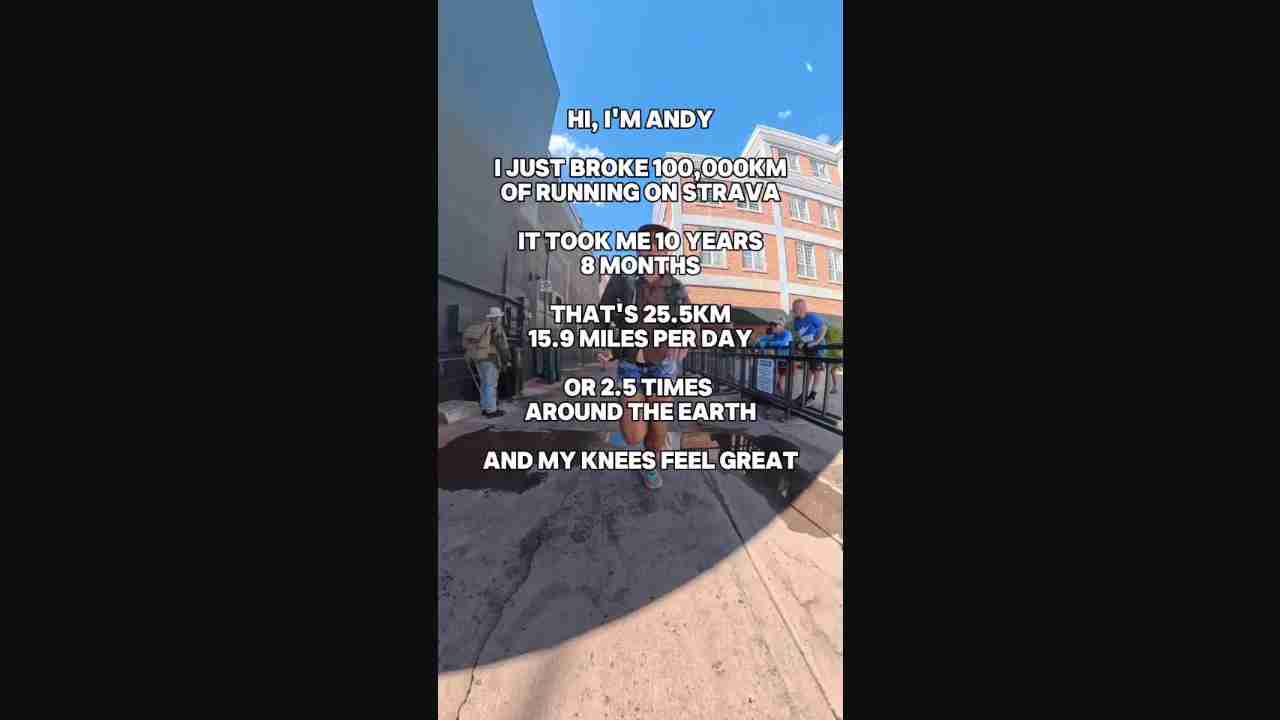 HI, I'M ANDY
I JUST BROKE 100,000KM
OF RUNNING ON STRAVA
IT TOOK ME 10 YEARS
8 MONTHS
THAT'S 25.5KM
15.9 MILES PER DAY
OR 2.5 TIMES
AROUND THE EARTH
AND MY KNEES FEEL GREAT